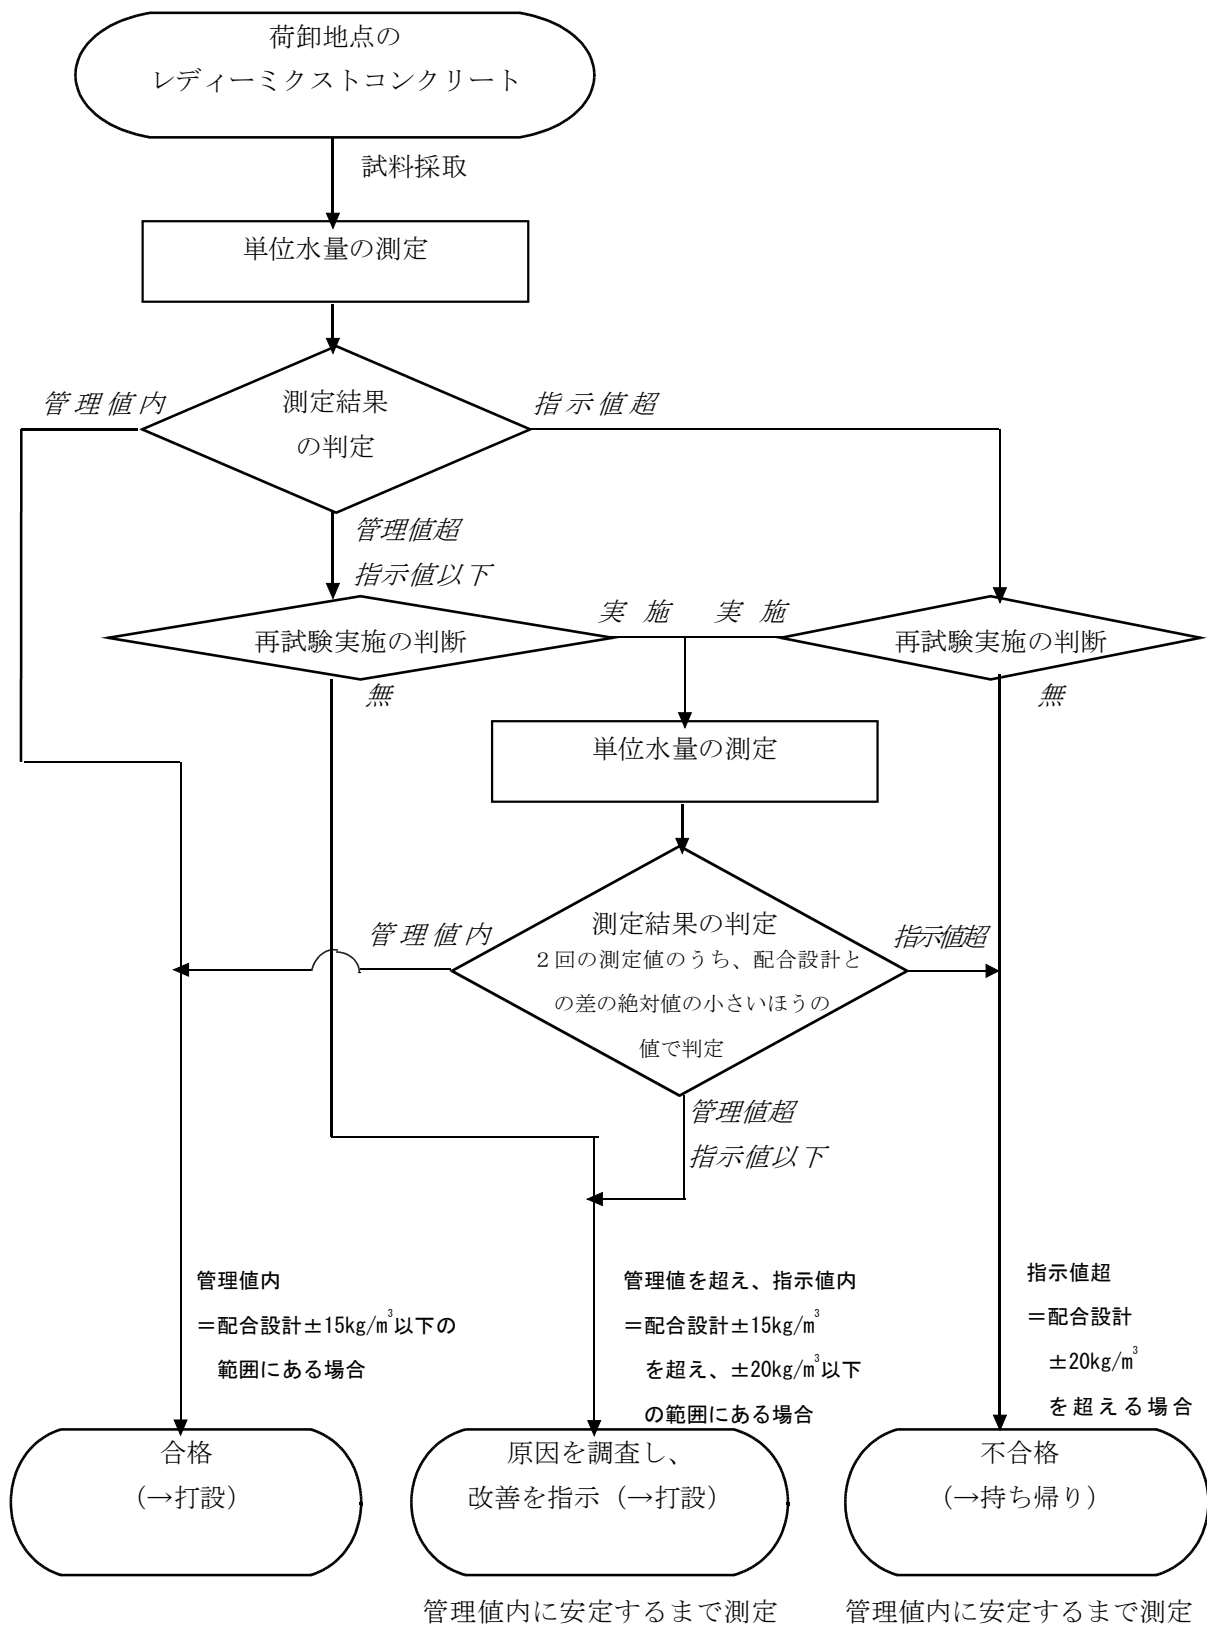 荷卸地点の
レディーミクストコンクリート
試料採取
単位水量の測定
管理値内
測定結果
の判定
指示値超
管理値超
指示値以下
再試験実施の判断
実施
実施
再試験実施の判断
無
無
単位水量の測定
管理値内
測定結果の判定
2回の測定値のうち、配合設計と
の差の絶対値の小さいほうの
値で判定
指示値超
管理値超
指示値以下
管理値内
＝配合設計±15kg/m³以下の
範囲にある場合
管理値を超え、指示値内
＝配合設計±15kg/m³
を超え、±20kg/m³以下
の範囲にある場合
指示値超
＝配合設計
±20kg/m³
を超える場合
合格
（→打設）
原因を調査し、
改善を指示（→打設）
不合格
（→持ち帰り）
管理値内に安定するまで測定
管理値内に安定するまで測定